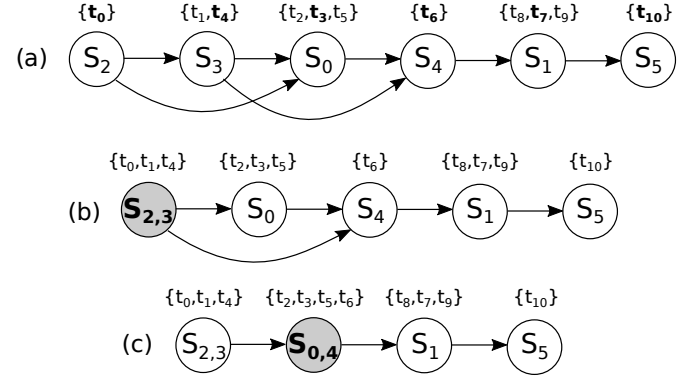 {t₀} {t₁,t₄} {t₂,t₃,t₅} {t₆} {t₈,t₇,t₉} {t₁₀}
(a) S₂ S₃ S₀ S₄ S₁ S₅
{t₀,t₁,t₄} {t₂,t₃,t₅} {t₆} {t₈,t₇,t₉} {t₁₀}
(b) S₂,₃ S₀ S₄ S₁ S₅
{t₀,t₁,t₄} {t₂,t₃,t₅,t₆} {t₈,t₇,t₉} {t₁₀}
(c) S₂,₃ S₀,₄ S₁ S₅